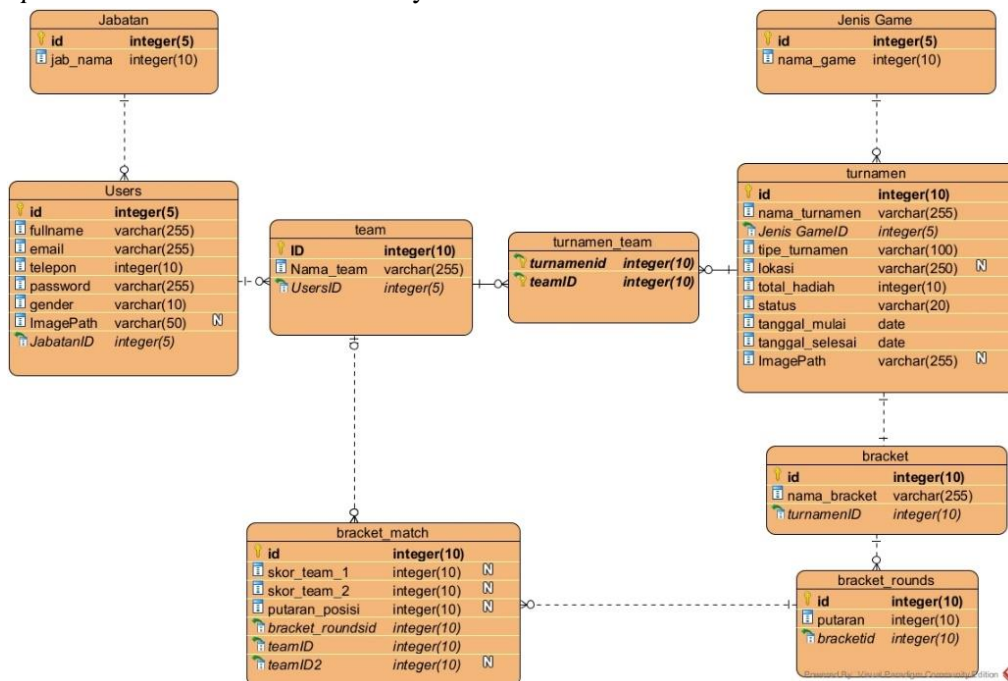 Jabatan
id integer(5)
jab_nama integer(10)
Jenis Game
id integer(5)
nama_game integer(10)
Users
id integer(5)
fullname varchar(255)
email varchar(255)
telepon integer(10)
password varchar(255)
gender varchar(10)
ImagePath varchar(50) N
JabatanID integer(5)
team
ID integer(10)
Nama_team varchar(255)
UsersID integer(5)
turnamen_team
turnamenid integer(10)
teamID integer(10)
turnamen
id integer(10)
nama_turnamen varchar(255)
Jenis GameID integer(5)
tipe_turnamen varchar(100)
lokasi varchar(250) N
total_hadiah integer(10)
status varchar(20)
tanggal_mulai date
tanggal_selesai date
ImagePath varchar(255) N
bracket
id integer(10)
nama_bracket varchar(255)
turnamenID integer(10)
bracket_match
id integer(10)
skor_team_1 integer(10) N
skor_team_2 integer(10) N
putaran_posisi integer(10) N
bracket_roundsid integer(10)
teamID integer(10)
teamID2 integer(10) N
bracket_rounds
id integer(10)
putaran integer(10)
bracketid integer(10)
Powered By Visual Paradigm Community Edition